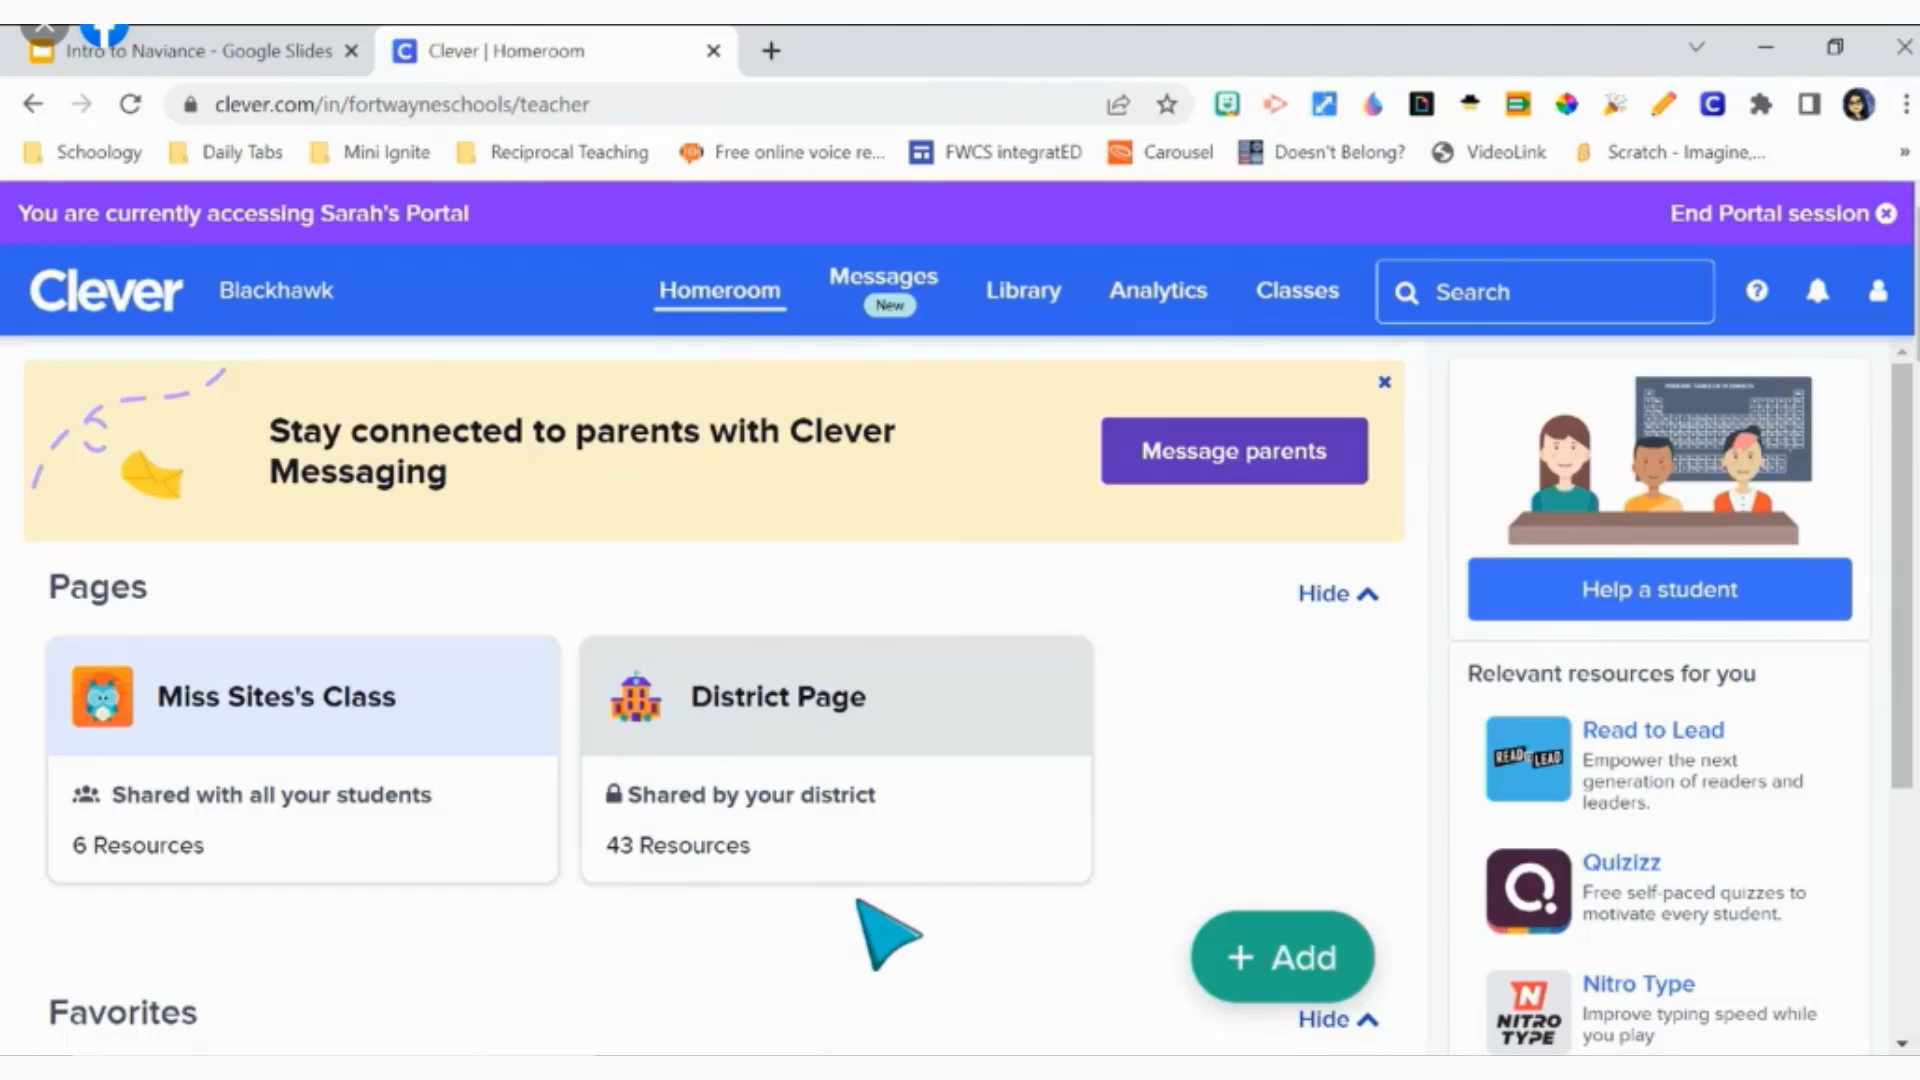 Intro to Naviance - Google Slides
Clever | Homeroom
clever.com/in/fortwayneschools/teacher
Schoology
Daily Tabs
Mini Ignite
Reciprocal Teaching
Free online voice re...
FWCS integratED
Carousel
Doesn't Belong?
VideoLink
Scratch - Imagine,...
You are currently accessing Sarah's Portal
End Portal session
Clever
Blackhawk
Homeroom
Messages
New
Library
Analytics
Classes
Search
Stay connected to parents with Clever
Messaging
Message parents
Pages
Hide
Miss Sites's Class
Shared with all your students
6 Resources
District Page
Shared by your district
43 Resources
+ Add
Favorites
Hide
Help a student
Relevant resources for you
READ TO LEAD
Read to Lead
Empower the next
generation of readers and
leaders.
Quizizz
Free self-paced quizzes to
motivate every student.
NITRO
TYPE
Nitro Type
Improve typing speed while
you play